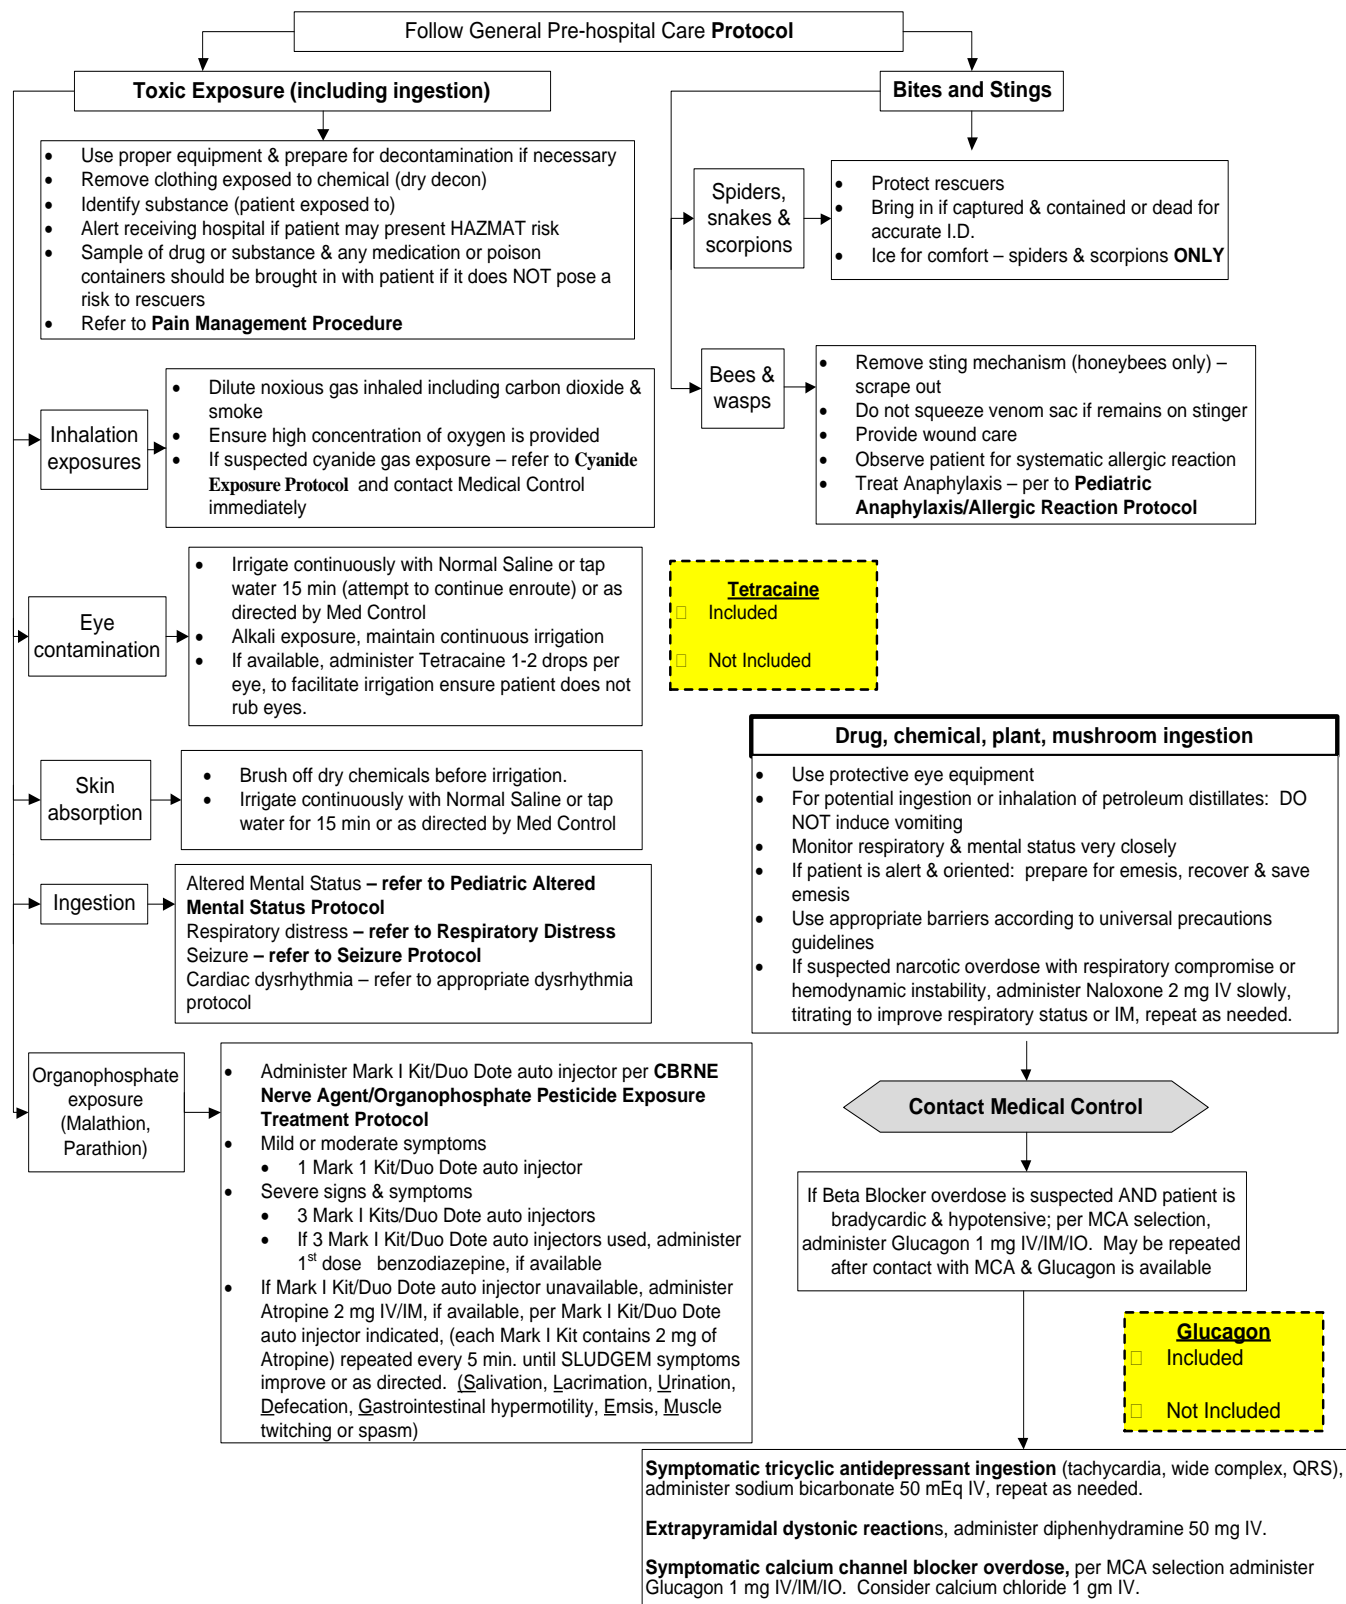 Follow General Pre-hospital Care Protocol
Toxic Exposure (including ingestion)
• Use proper equipment & prepare for decontamination if necessary
• Remove clothing exposed to chemical (dry decon)
• Identify substance (patient exposed to)
• Alert receiving hospital if patient may present HAZMAT risk
• Sample of drug or substance & any medication or poison
containers should be brought in with patient if it does NOT pose a
risk to rescuers
• Refer to Pain Management Procedure
Inhalation
exposures
• Dilute noxious gas inhaled including carbon dioxide &
smoke
• Ensure high concentration of oxygen is provided
• If suspected cyanide gas exposure – refer to Cyanide
Exposure Protocol and contact Medical Control
immediately
Eye
contamination
• Irrigate continuously with Normal Saline or tap
water 15 min (attempt to continue enroute) or as
directed by Med Control
• Alkali exposure, maintain continuous irrigation
• If available, administer Tetracaine 1-2 drops per
eye, to facilitate irrigation ensure patient does not
rub eyes.
Skin
absorption
• Brush off dry chemicals before irrigation.
• Irrigate continuously with Normal Saline or tap
water for 15 min or as directed by Med Control
Ingestion
Altered Mental Status – refer to Pediatric Altered
Mental Status Protocol
Respiratory distress – refer to Respiratory Distress
Seizure – refer to Seizure Protocol
Cardiac dysrhythmia – refer to appropriate dysrhythmia
protocol
Organophosphate
exposure
(Malathion,
Parathion)
• Administer Mark I Kit/Duo Dote auto injector per CBRNE
Nerve Agent/Organophosphate Pesticide Exposure
Treatment Protocol
• Mild or moderate symptoms
• 1 Mark 1 Kit/Duo Dote auto injector
• Severe signs & symptoms
• 3 Mark I Kits/Duo Dote auto injectors
• If 3 Mark I Kit/Duo Dote auto injectors used, administer
1st dose benzodiazepine, if available
• If Mark I Kit/Duo Dote auto injector unavailable, administer
Atropine 2 mg IV/IM, if available, per Mark I Kit/Duo Dote
auto injector indicated, (each Mark I Kit contains 2 mg of
Atropine) repeated every 5 min. until SLUDGEM symptoms
improve or as directed. (Salivation, Lacrimation, Urination,
Defecation, Gastrointestinal hypermotility, Emsis, Muscle
twitching or spasm)
Bites and Stings
Spiders,
snakes &
scorpions
• Protect rescuers
• Bring in if captured & contained or dead for
accurate I.D.
• Ice for comfort – spiders & scorpions ONLY
Bees &
wasps
• Remove sting mechanism (honeybees only) –
scrape out
• Do not squeeze venom sac if remains on stinger
• Provide wound care
• Observe patient for systematic allergic reaction
• Treat Anaphylaxis – per to Pediatric
Anaphylaxis/Allergic Reaction Protocol
Tetracaine
□ Included
□ Not Included
Drug, chemical, plant, mushroom ingestion
• Use protective eye equipment
• For potential ingestion or inhalation of petroleum distillates: DO
NOT induce vomiting
• Monitor respiratory & mental status very closely
• If patient is alert & oriented: prepare for emesis, recover & save
emesis
• Use appropriate barriers according to universal precautions
guidelines
• If suspected narcotic overdose with respiratory compromise or
hemodynamic instability, administer Naloxone 2 mg IV slowly,
titrating to improve respiratory status or IM, repeat as needed.
Contact Medical Control
If Beta Blocker overdose is suspected AND patient is
bradycardic & hypotensive; per MCA selection,
administer Glucagon 1 mg IV/IM/IO. May be repeated
after contact with MCA & Glucagon is available
Glucagon
□ Included
□ Not Included
Symptomatic tricyclic antidepressant ingestion (tachycardia, wide complex, QRS),
administer sodium bicarbonate 50 mEq IV, repeat as needed.
Extrapyramidal dystonic reactions, administer diphenhydramine 50 mg IV.
Symptomatic calcium channel blocker overdose, per MCA selection administer
Glucagon 1 mg IV/IM/IO. Consider calcium chloride 1 gm IV.